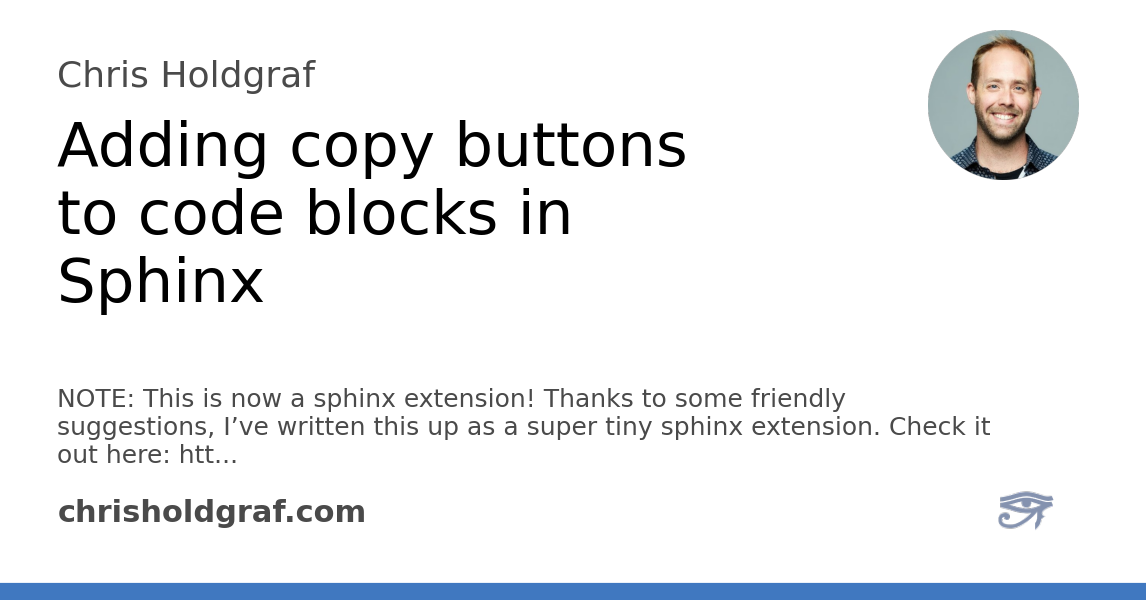 Chris Holdgraf
Adding copy buttons
to code blocks in
Sphinx
NOTE: This is now a sphinx extension! Thanks to some friendly
suggestions, I’ve written this up as a super tiny sphinx extension. Check it
out here: htt...
chrisholdgraf.com